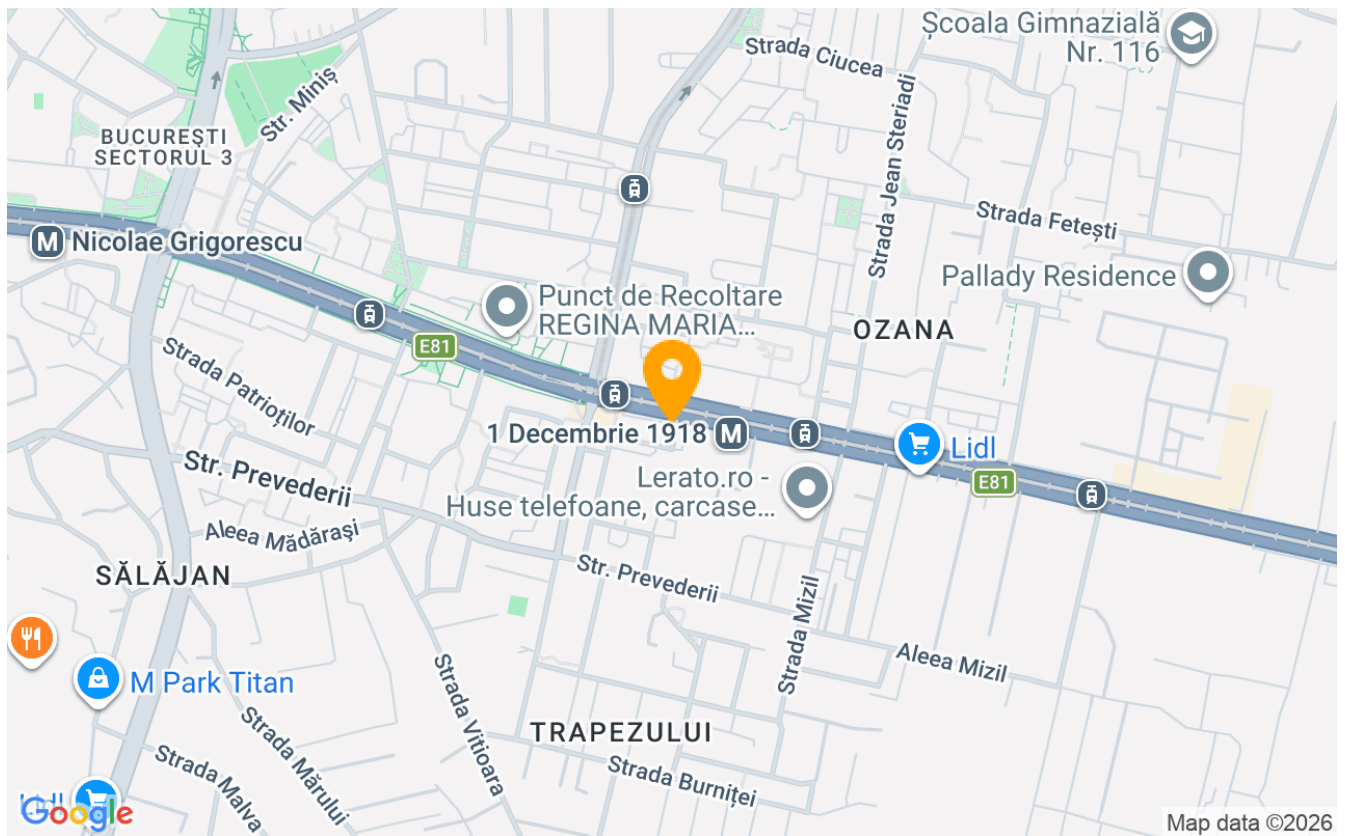 Școala Gimnazială
Nr. 116
Strada Ciucea
Str. Miniș
Strada Jean Steriadi
BUCUREȘTI
SECTORUL 3
Strada Fetești
M Nicolae Grigorescu
Pallady Residence
Punct de Recoltare
REGINA MARIA...
OZANA
E81
Strada Patrioților
1 Decembrie 1918 M
Lidl
Str. Prevederii
Lerato.ro -
Huse telefoane, carcase...
E81
Aleea Mădărași
SĂLĂJAN
Str. Prevederii
Strada Mizil
Aleea Mizil
M Park Titan
Strada Vitioara
Strada Mărului
TRAPEZULUI
Strada Malva
Strada Burniței
Lidl
Google
Map data ©2026